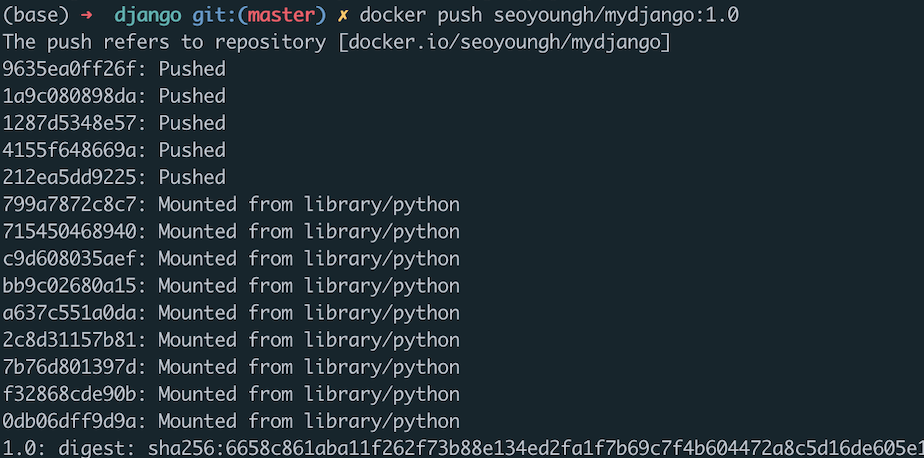 (base) ➜  django git:(master) ✗ docker push seoyoungh/mydjango:1.0
The push refers to repository [docker.io/seoyoungh/mydjango]
9635ea0ff26f: Pushed
1a9c080898da: Pushed
1287d5348e57: Pushed
4155f648669a: Pushed
212ea5dd9225: Pushed
799a7872c8c7: Mounted from library/python
715450468940: Mounted from library/python
c9d608035aef: Mounted from library/python
bb9c02680a15: Mounted from library/python
a637c551a0da: Mounted from library/python
2c8d31157b81: Mounted from library/python
7b76d801397d: Mounted from library/python
f32868cde90b: Mounted from library/python
0db06dff9d9a: Mounted from library/python
1.0: digest: sha256:6658c861aba11f262f73b88e134ed2fa1f7b69c7f4b604472a8c5d16de605e1